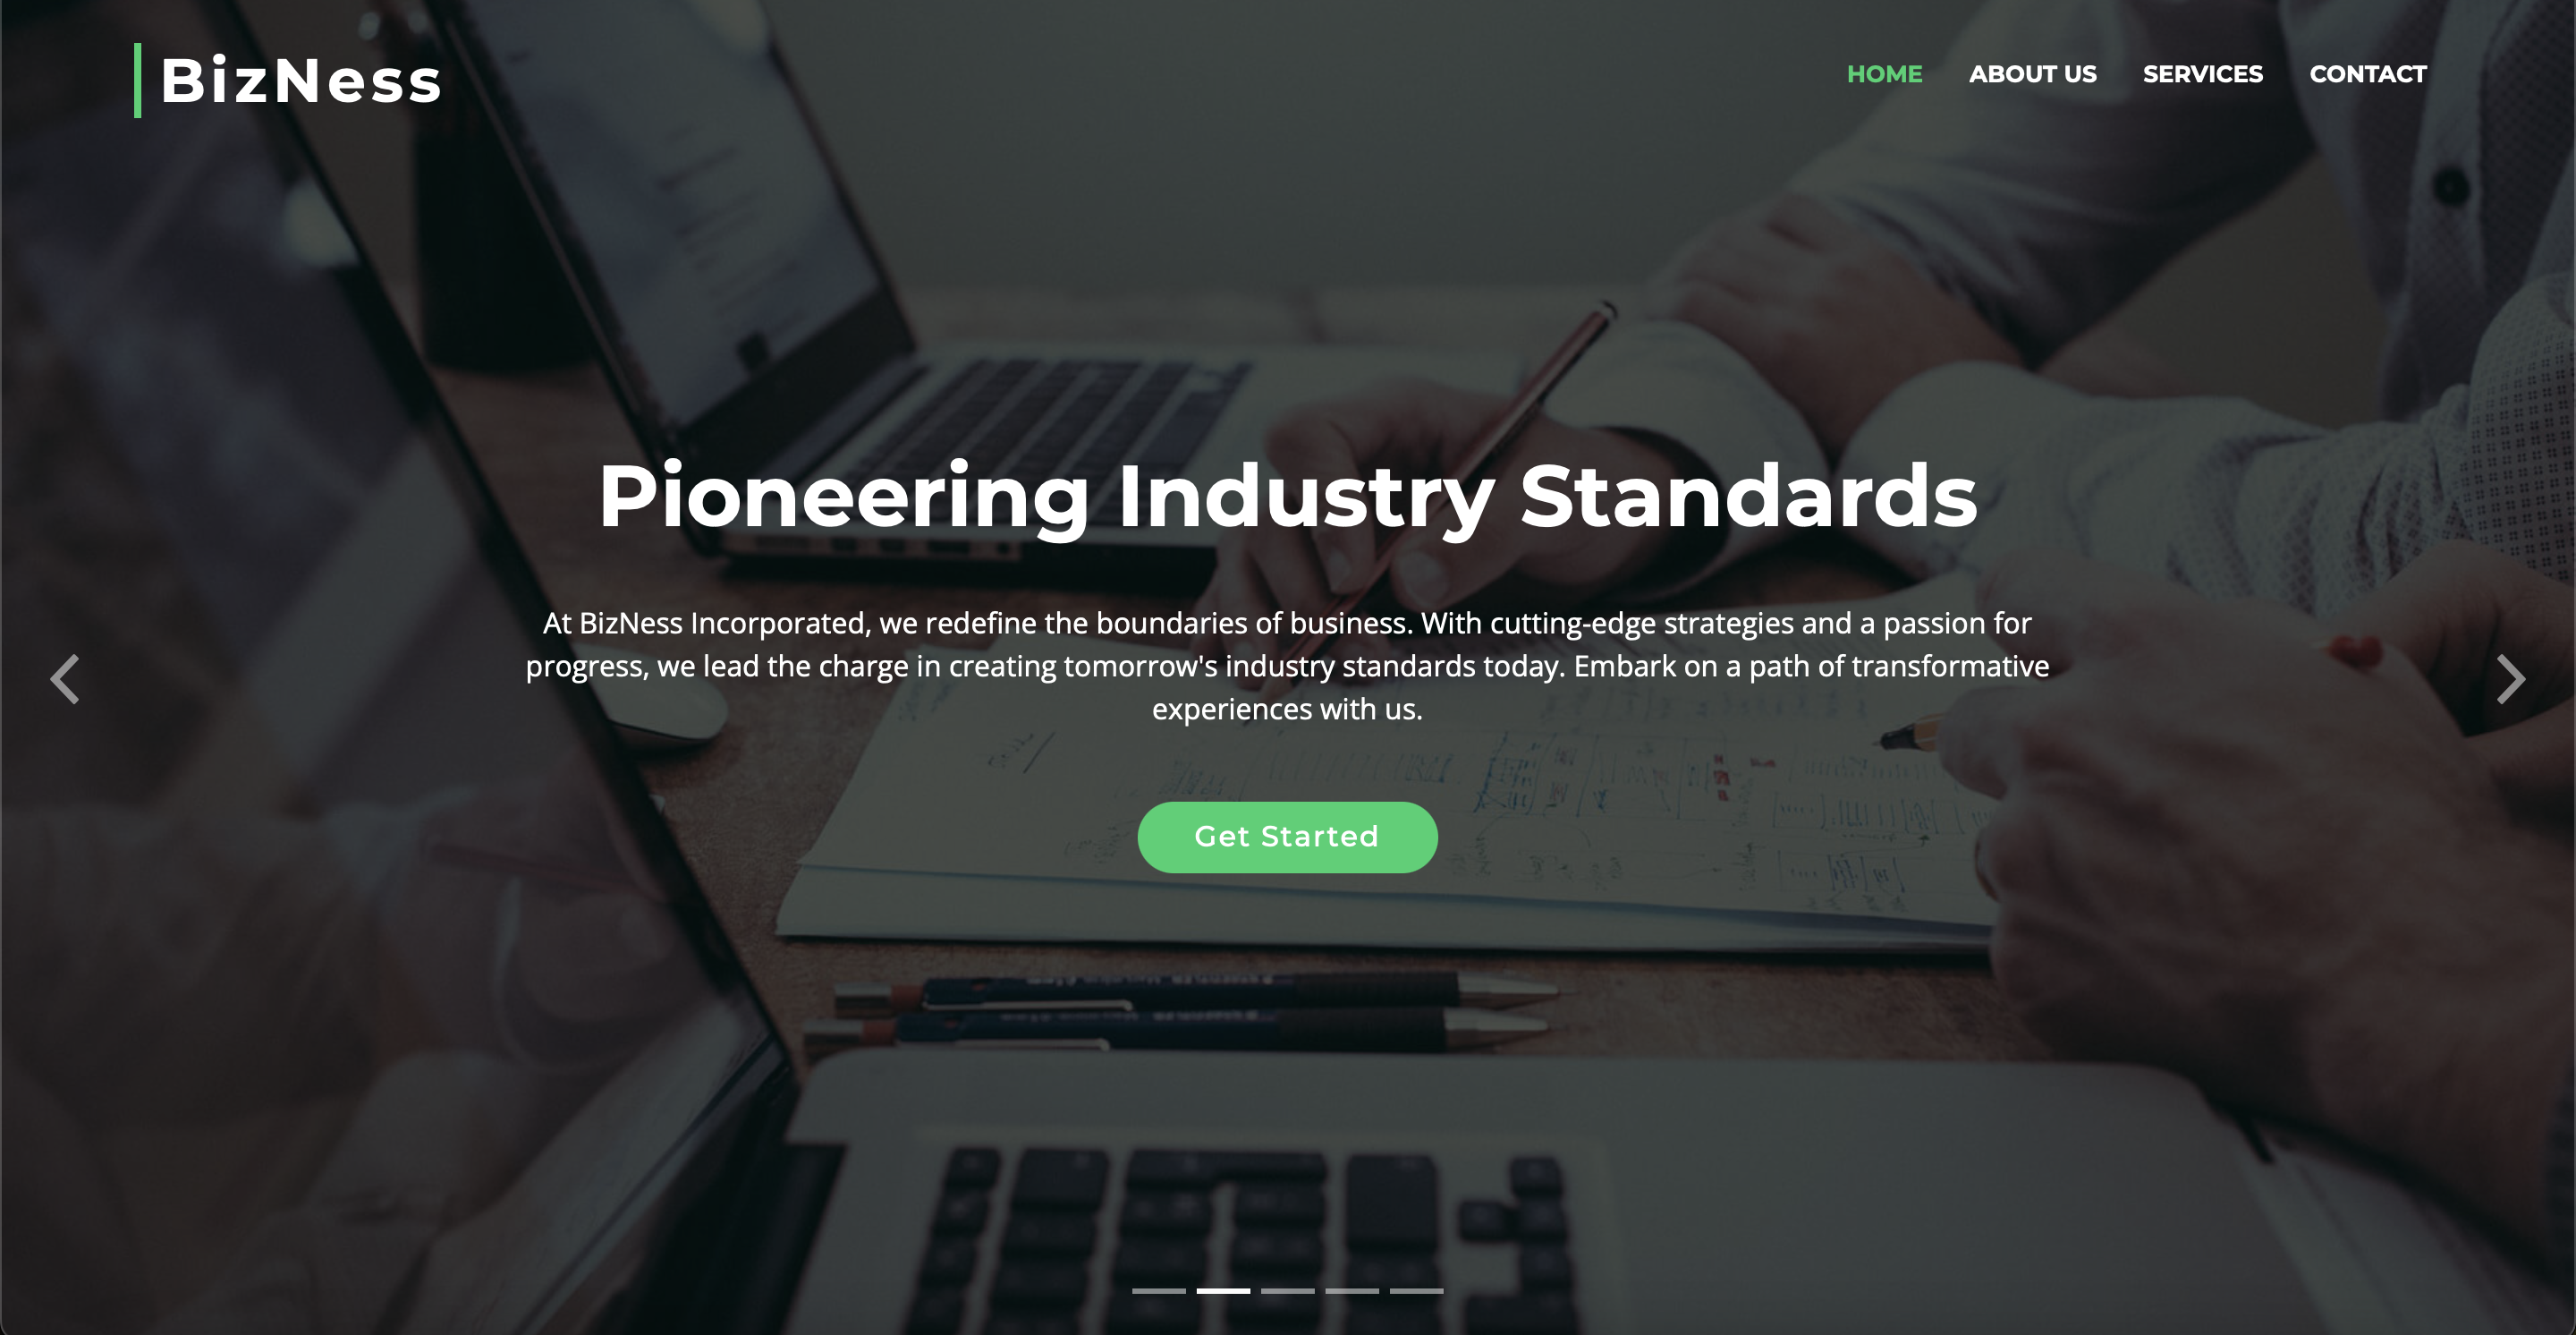 BizNess
HOME ABOUT US SERVICES CONTACT
Pioneering Industry Standards
At BizNess Incorporated, we redefine the boundaries of business. With cutting-edge strategies and a passion for
progress, we lead the charge in creating tomorrow's industry standards today. Embark on a path of transformative
experiences with us.
Get Started